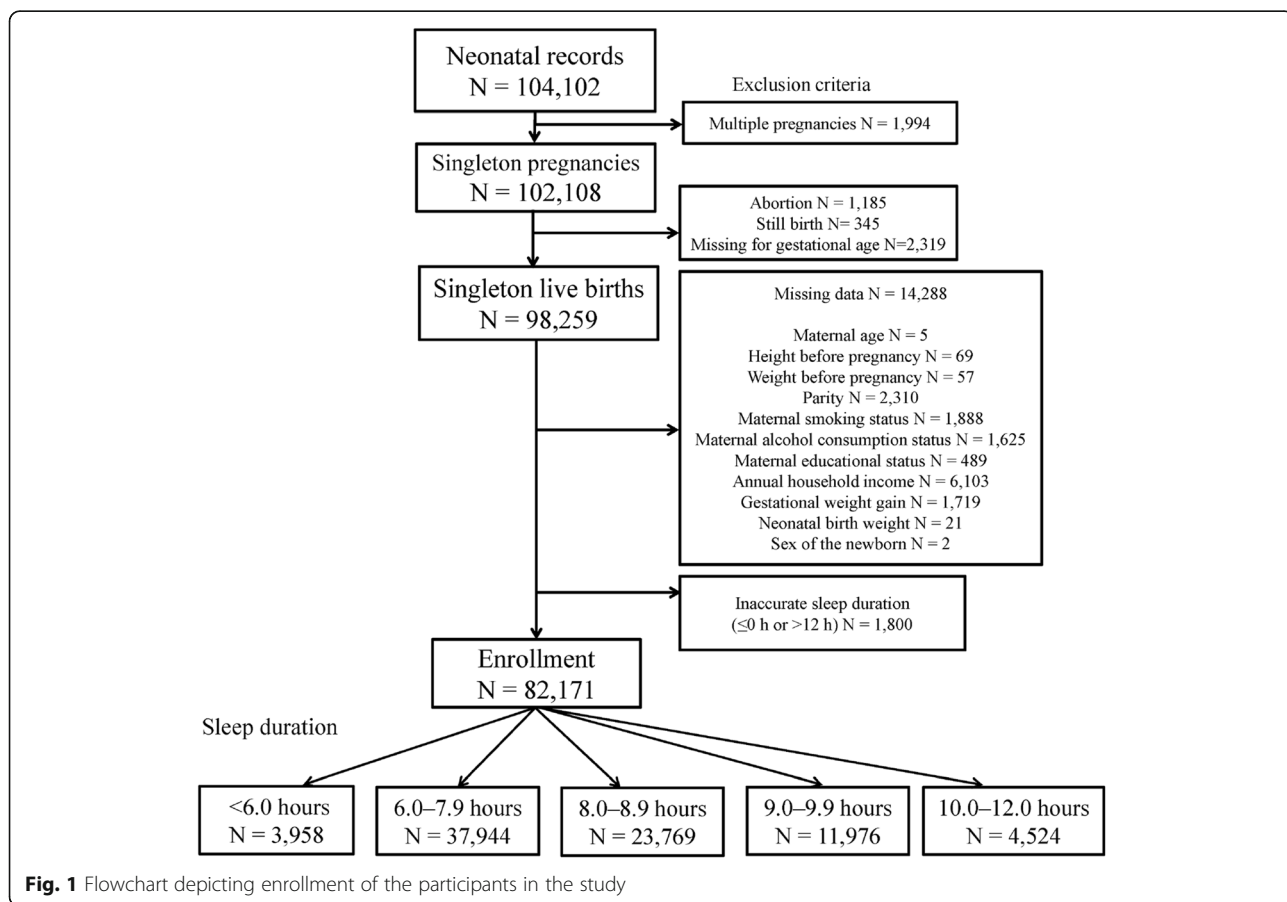 Neonatal records
N = 104,102
Exclusion criteria
Multiple pregnancies N = 1,994
Singleton pregnancies
N = 102,108
Abortion N = 1,185
Still birth N= 345
Missing for gestational age N=2,319
Singleton live births
N = 98,259
Missing data N = 14,288
Maternal age N = 5
Height before pregnancy N = 69
Weight before pregnancy N = 57
Parity N = 2,310
Maternal smoking status N = 1,888
Maternal alcohol consumption status N = 1,625
Maternal educational status N = 489
Annual household income N = 6,103
Gestational weight gain N = 1,719
Neonatal birth weight N = 21
Sex of the newborn N = 2
Inaccurate sleep duration
(≤0 h or >12 h) N = 1,800
Enrollment
N = 82,171
Sleep duration
<6.0 hours
N = 3,958
6.0–7.9 hours
N = 37,944
8.0–8.9 hours
N = 23,769
9.0–9.9 hours
N = 11,976
10.0–12.0 hours
N = 4,524
Fig. 1 Flowchart depicting enrollment of the participants in the study